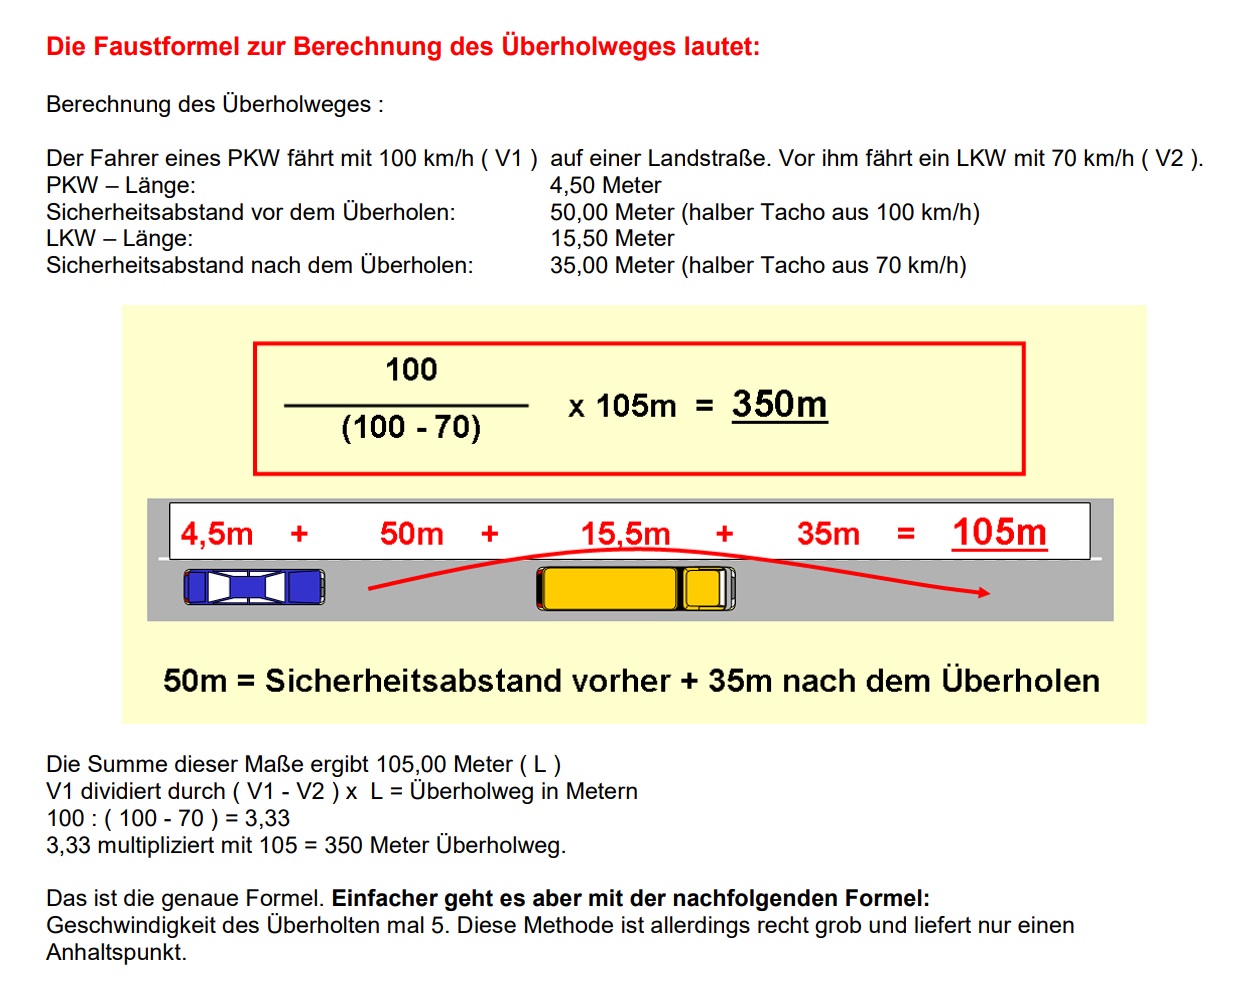 Die Faustformel zur Berechnung des Überholweges lautet:
Berechnung des Überholweges :
Der Fahrer eines PKW fährt mit 100 km/h ( V1 ) auf einer Landstraße. Vor ihm fährt ein LKW mit 70 km/h ( V2 ).
PKW – Länge: 4,50 Meter
Sicherheitsabstand vor dem Überholen: 50,00 Meter (halber Tacho aus 100 km/h)
LKW – Länge: 15,50 Meter
Sicherheitsabstand nach dem Überholen: 35,00 Meter (halber Tacho aus 70 km/h)
100
(100 - 70)
x 105m = 350m
4,5m + 50m + 15,5m + 35m = 105m
50m = Sicherheitsabstand vorher + 35m nach dem Überholen
Die Summe dieser Maße ergibt 105,00 Meter ( L )
V1 dividiert durch ( V1 - V2 ) x L = Überholweg in Metern
100 : ( 100 - 70 ) = 3,33
3,33 multipliziert mit 105 = 350 Meter Überholweg.
Das ist die genaue Formel. Einfacher geht es aber mit der nachfolgenden Formel:
Geschwindigkeit des Überholten mal 5. Diese Methode ist allerdings recht grob und liefert nur einen
Anhaltspunkt.